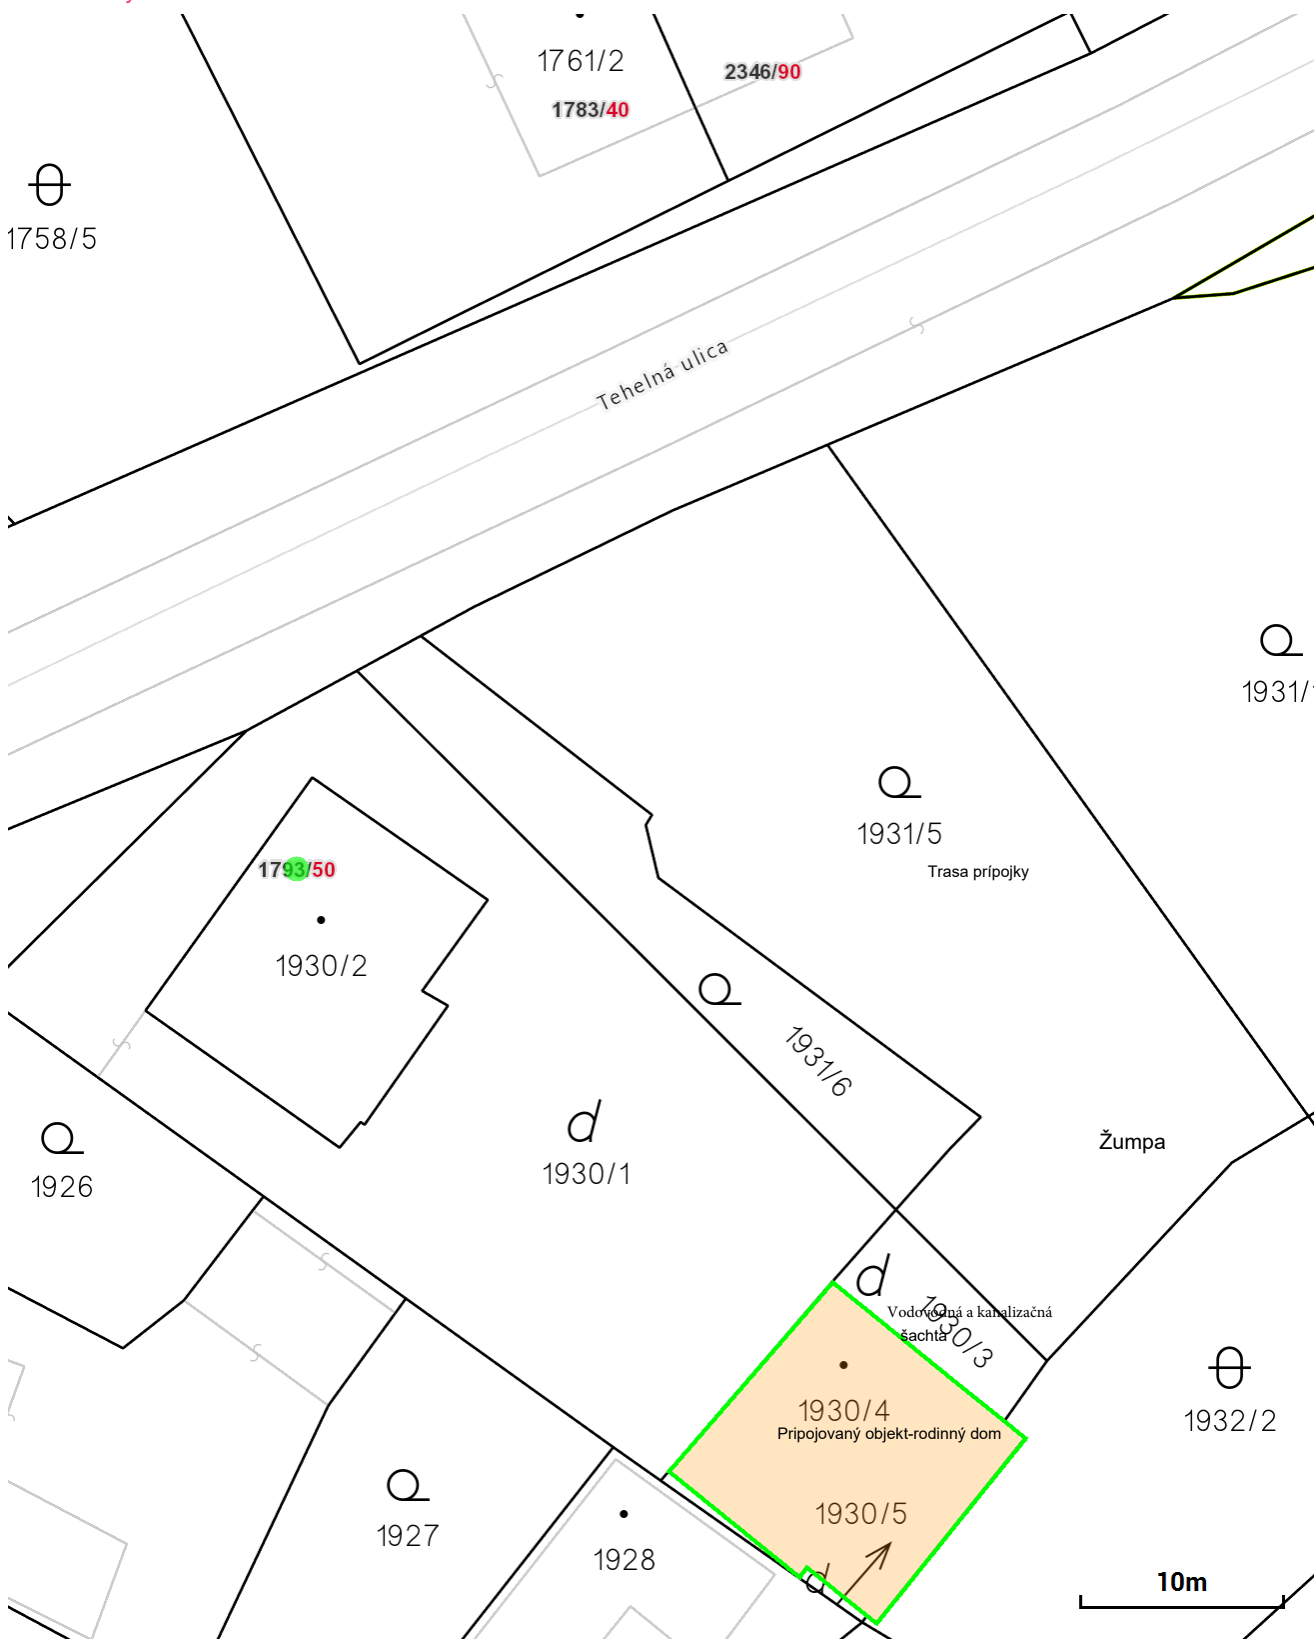 1761/2
2346/90
1783/40
1758/5
Tehelná ulica
1931/
1931/5
Trasa prípojky
1793/50
1930/2
1931/6
1930/1
Žumpa
1926
Vodovodná a kanalizačná
šachta
1930/3
1930/4
Pripojovaný objekt-rodinný dom
1932/2
1930/5
1927
1928
10m